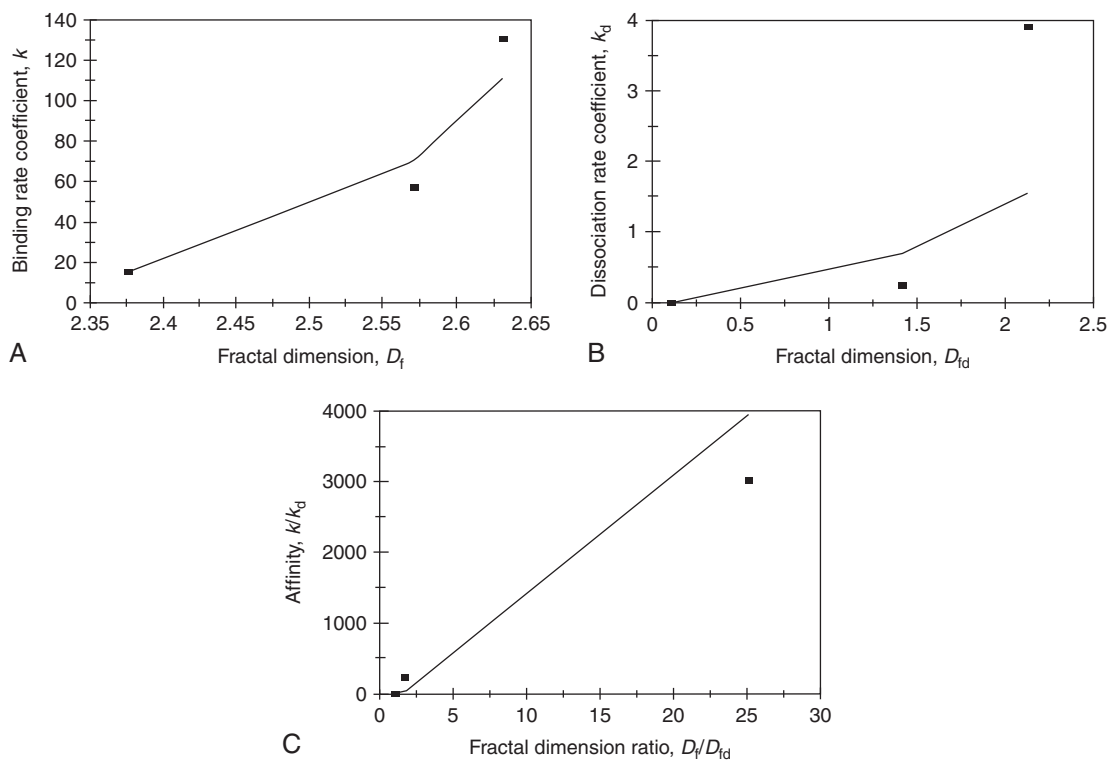 140
120
100
80
60
40
20
0
2.35 2.4 2.45 2.5 2.55 2.6 2.65
Binding rate coefficient, k
Fractal dimension, Df
A
4
3
2
1
0
0 0.5 1 1.5 2 2.5
Dissociation rate coefficient, kd
Fractal dimension, Dfd
B
4000
3000
2000
1000
0
0 5 10 15 20 25 30
Affinity, k/kd
Fractal dimension ratio, Df/Dfd
C